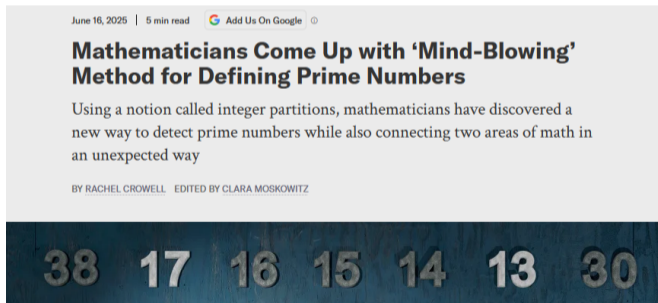 June 16, 2025 | 5 min read Add Us On Google
Mathematicians Come Up with ‘Mind-Blowing’
Method for Defining Prime Numbers
Using a notion called integer partitions, mathematicians have discovered a
new way to detect prime numbers while also connecting two areas of math in
an unexpected way
BY RACHEL CROWELL EDITED BY CLARA MOSKOWITZ
38 17 16 15 14 13 30